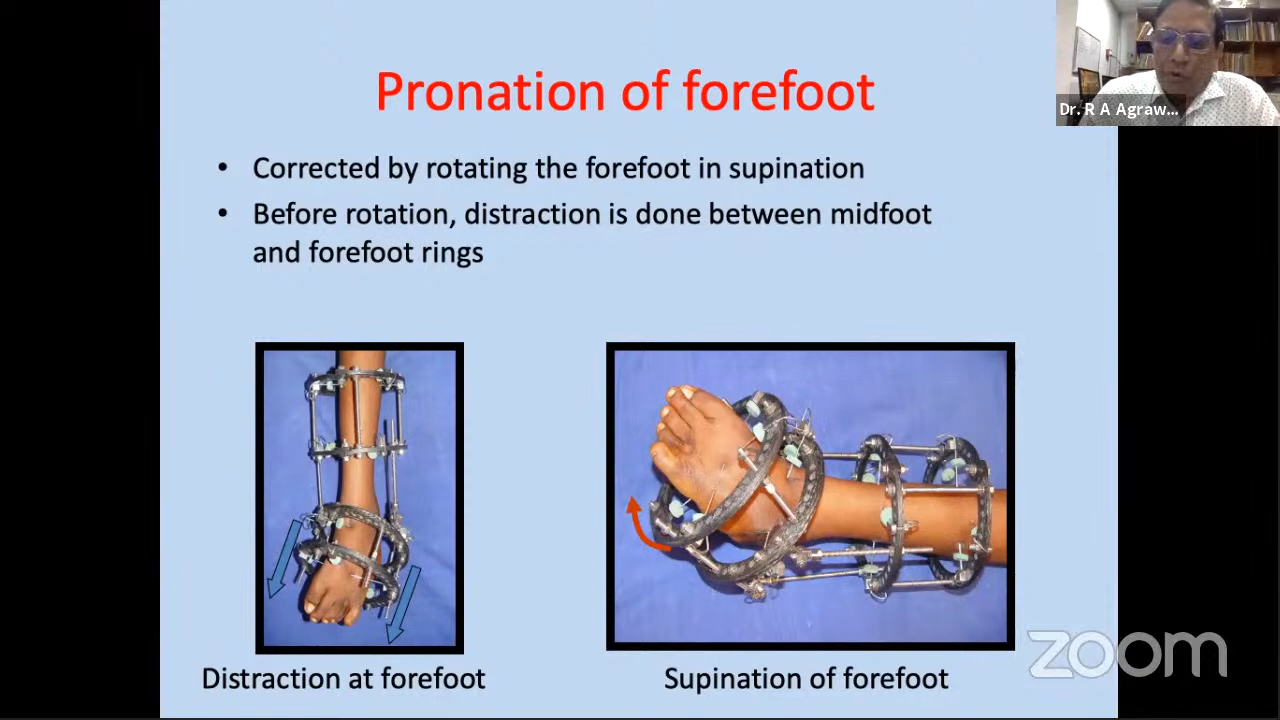 Pronation of forefoot
Dr. R A Agraw...
• Corrected by rotating the forefoot in supination
• Before rotation, distraction is done between midfoot
and forefoot rings
Distraction at forefoot
Supination of forefoot
zoom